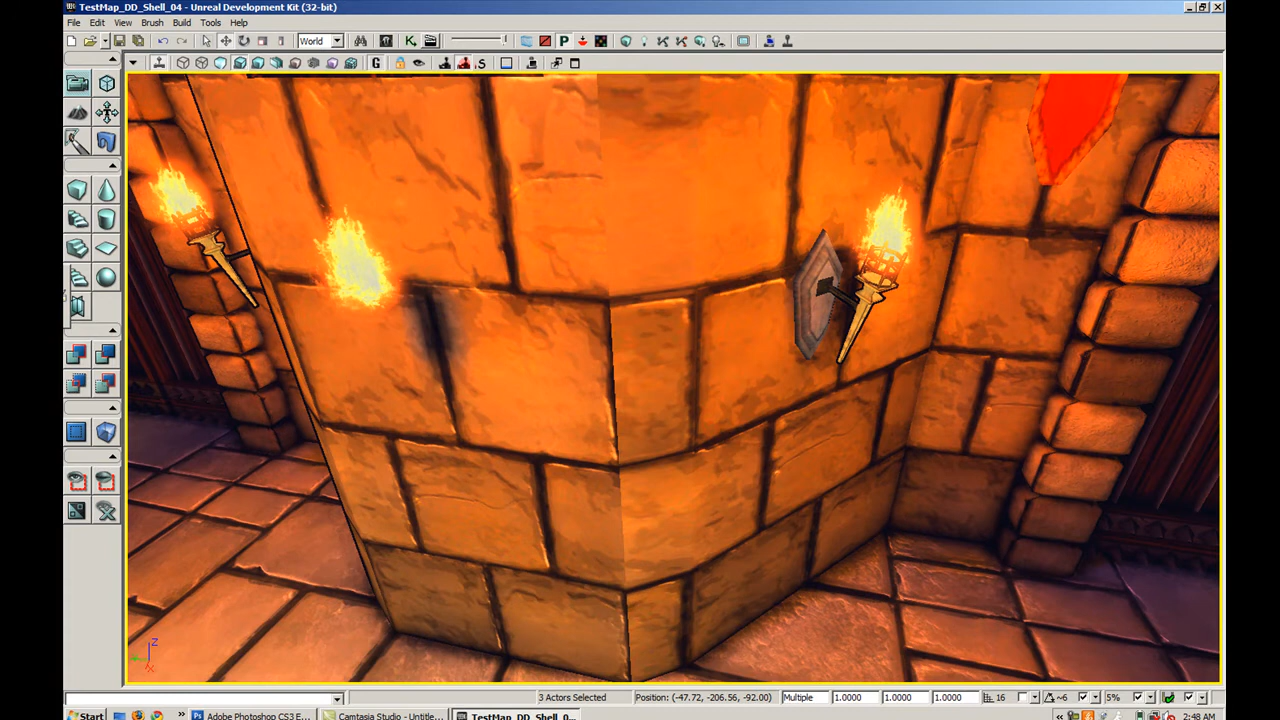 TestMap_DD_Shell_04 - Unreal Development Kit (32-bit)
File Edit View Brush Build Tools Help
World
P
K
G
S
Z
X
3 Actors Selected Position: (-47.72, -206.56, -92.00) Multiple 1.0000 1.0000 1.0000 16 ~6 5%
Start Adobe Photoshop CS3 E... Camtasia Studio - Untitle... TestMap_DD_Shell_0... 2:48 AM